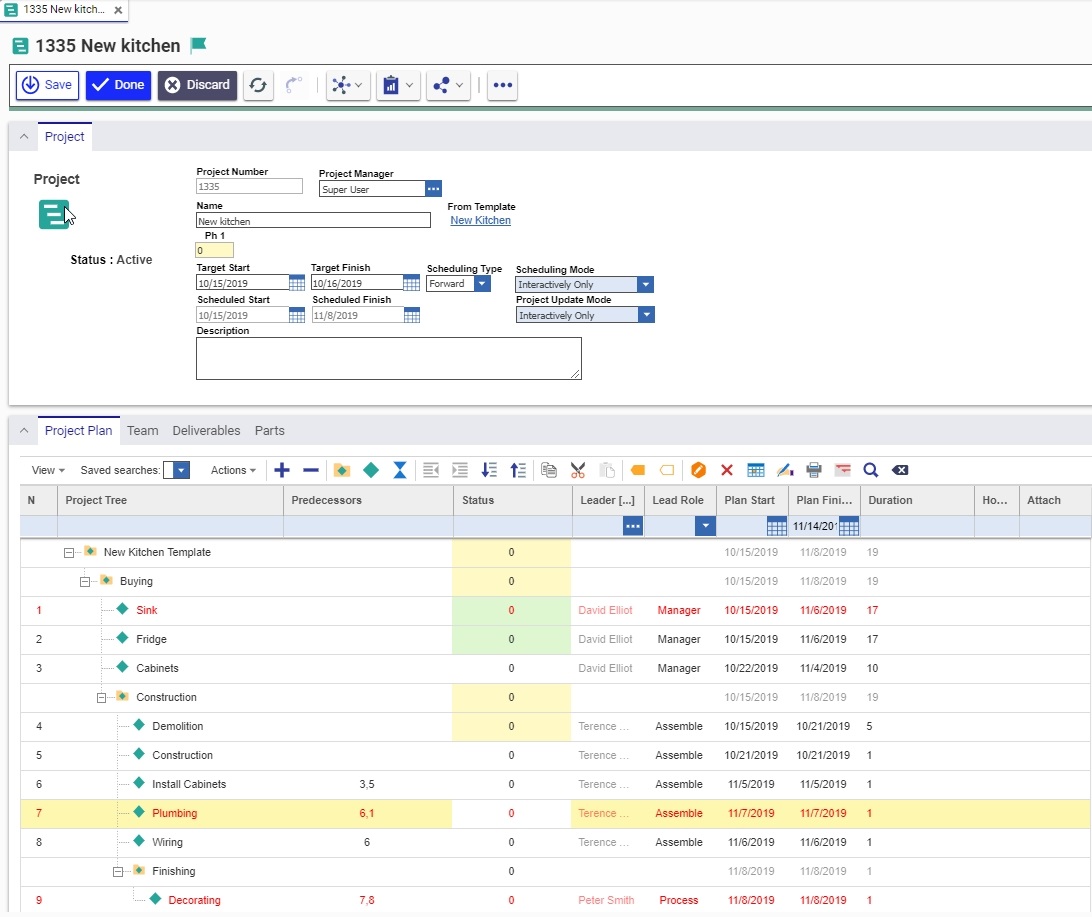 1335 New kitch...
1335 New kitchen
Save Done Discard
Project
Project
Status : Active
Project Number Project Manager
1335 Super User
Name From Template
New kitchen New Kitchen
Ph 1
0
Target Start Target Finish Scheduling Type Scheduling Mode
10/15/2019 10/16/2019 Forward Interactively Only
Scheduled Start Scheduled Finish Project Update Mode
10/15/2019 11/8/2019 Interactively Only
Description
Project Plan Team Deliverables Parts
View Saved searches: Actions
N Project Tree Predecessors Status Leader [...] Lead Role Plan Start Plan Fini... Duration Ho... Attach
11/14/201
New Kitchen Template 0 10/15/2019 11/8/2019 19
Buying 0 10/15/2019 11/8/2019 19
1 Sink 0 David Elliot Manager 10/15/2019 11/6/2019 17
2 Fridge 0 David Elliot Manager 10/15/2019 11/6/2019 17
3 Cabinets 0 David Elliot Manager 10/22/2019 11/4/2019 10
Construction 0 10/15/2019 11/8/2019 19
4 Demolition 0 Terence ... Assemble 10/15/2019 10/21/2019 5
5 Construction 0 Terence ... Assemble 10/21/2019 10/21/2019 1
6 Install Cabinets 3,5 0 Terence ... Assemble 11/5/2019 11/5/2019 1
7 Plumbing 6,1 0 Terence ... Assemble 11/7/2019 11/7/2019 1
8 Wiring 6 0 Terence ... Assemble 11/6/2019 11/6/2019 1
Finishing 0 11/8/2019 11/8/2019 1
9 Decorating 7,8 0 Peter Smith Process 11/8/2019 11/8/2019 1